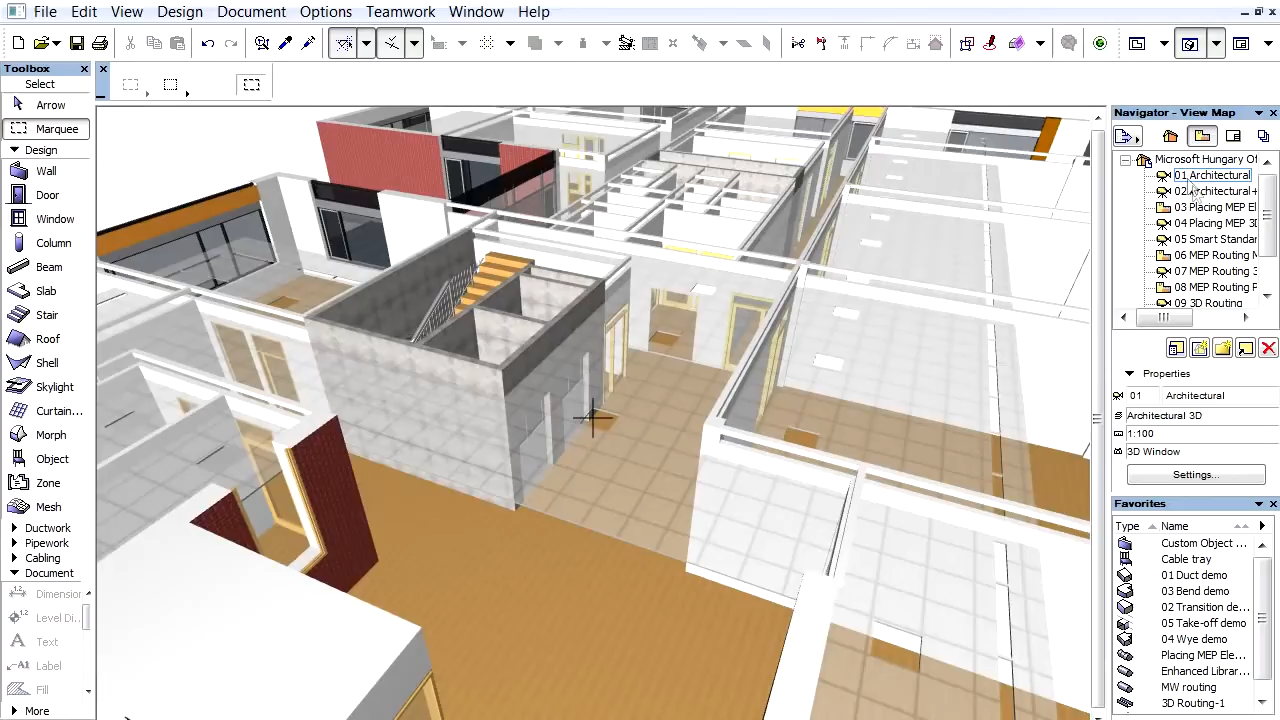 File Edit View Design Document Options Teamwork Window Help
Toolbox
Select
Arrow
Marquee
Design
Wall
Door
Window
Column
Beam
Slab
Stair
Roof
Shell
Skylight
Curtain...
Morph
Object
Zone
Mesh
Ductwork
Pipework
Cabling
Document
Dimension
Level Di
Text
Label
Fill
More
Navigator - View Map
Microsoft Hungary Of
01 Architectural
02 Architectural +
03 Placing MEP El
04 Placing MEP 3D
05 Smart Standar
06 MEP Routing
07 MEP Routing 3
08 MEP Routing P
09 3D Routing
Properties
01 Architectural
Architectural 3D
1:100
3D Window
Settings...
Favorites
Type Name
Custom Object ...
Cable tray
01 Duct demo
03 Bend demo
02 Transition de...
05 Take-off demo
04 Wye demo
Placing MEP Ele...
Enhanced Librar...
MW routing
3D Routing-1